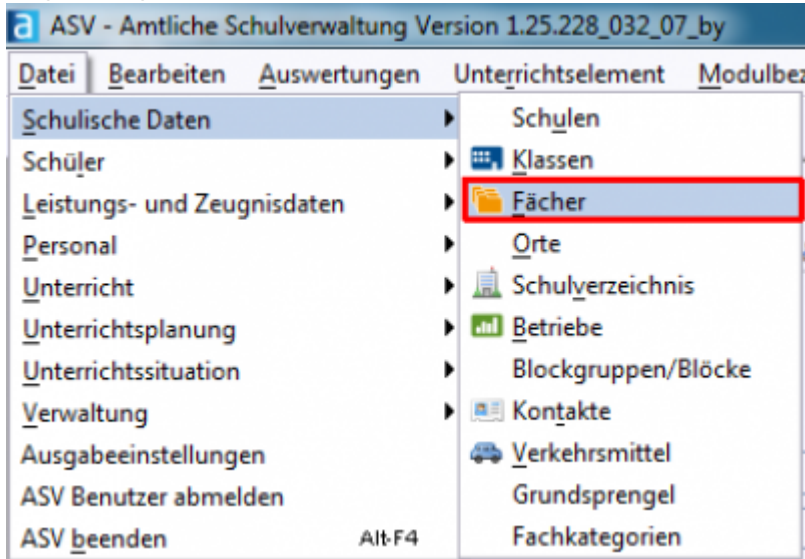 a ASV - Amtliche Schulverwaltung Version 1.25.228_032_07_by
Datei Bearbeiten Auswertungen Unterrichtselement Modulbez
Schulische Daten
Schüler
Leistungs- und Zeugnisdaten
Personal
Unterricht
Unterrichtsplanung
Unterrichtssituation
Verwaltung
Ausgabeeinstellungen
ASV Benutzer abmelden
ASV beenden Alt-F4
Schulen
Klassen
Fächer
Orte
Schulverzeichnis
Betriebe
Blockgruppen/Blöcke
Kontakte
Verkehrsmittel
Grundsprengel
Fachkategorien